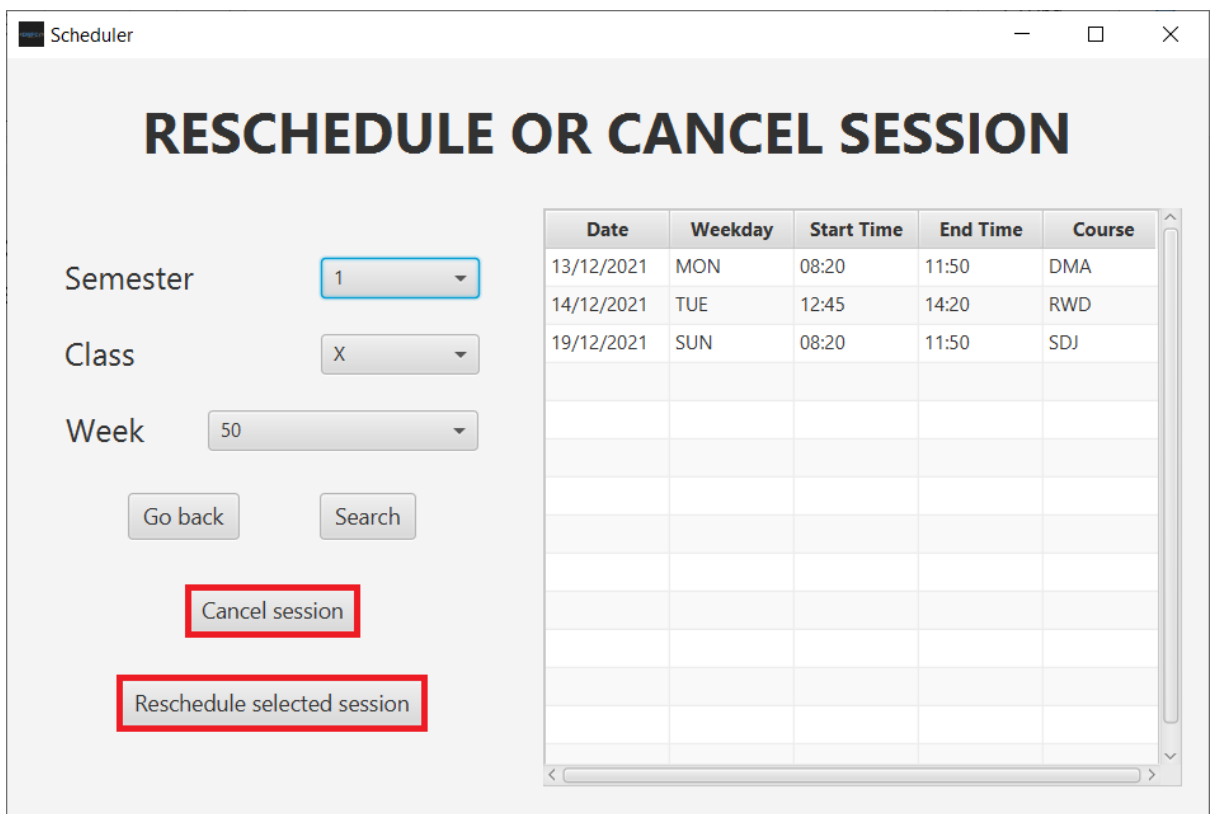 Scheduler
RESCHEDULE OR CANCEL SESSION
Semester 1
Class X
Week 50
Go back Search
Cancel session
Reschedule selected session
Date Weekday Start Time End Time Course
13/12/2021 MON 08:20 11:50 DMA
14/12/2021 TUE 12:45 14:20 RWD
19/12/2021 SUN 08:20 11:50 SDJ